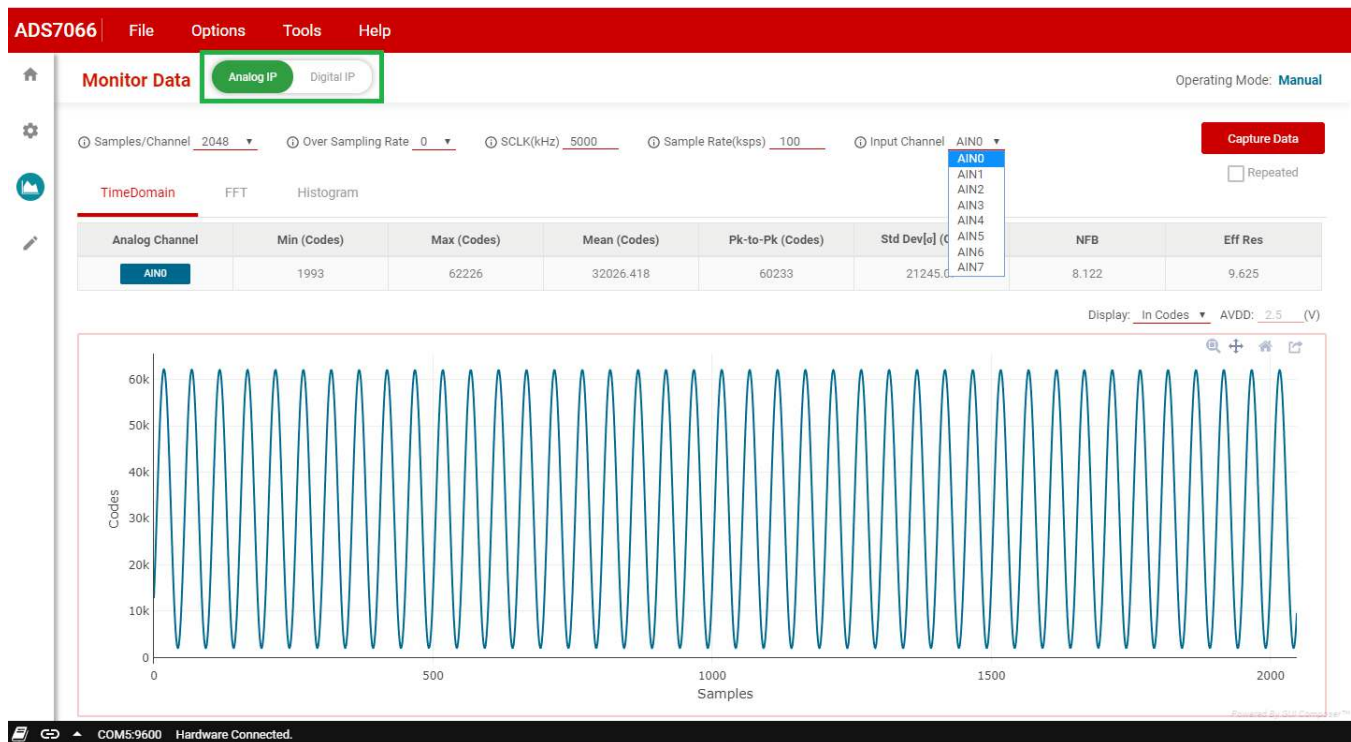 ADS7066 File Options Tools Help
Monitor Data Analog IP Digital IP Operating Mode: Manual
Samples/Channel 2048 Over Sampling Rate 0 SCLK(kHz) 5000 Sample Rate(ksps) 100 Input Channel AIN0 Capture Data
AIN0
AIN1
AIN2
AIN3
AIN4
AIN5
AIN6
AIN7
Repeated
TimeDomain FFT Histogram
Analog Channel Min (Codes) Max (Codes) Mean (Codes) Pk-to-Pk (Codes) Std Dev[σ] NFB Eff Res
AIN0 1993 62226 32026.418 60233 8.122 9.625
Display: In Codes AVDD: 2.5 (V)
60k
50k
40k
30k
20k
10k
0
Codes
0 500 1000 1500 2000
Samples
Powered By GUI Composer™
COM5:9600 Hardware Connected.